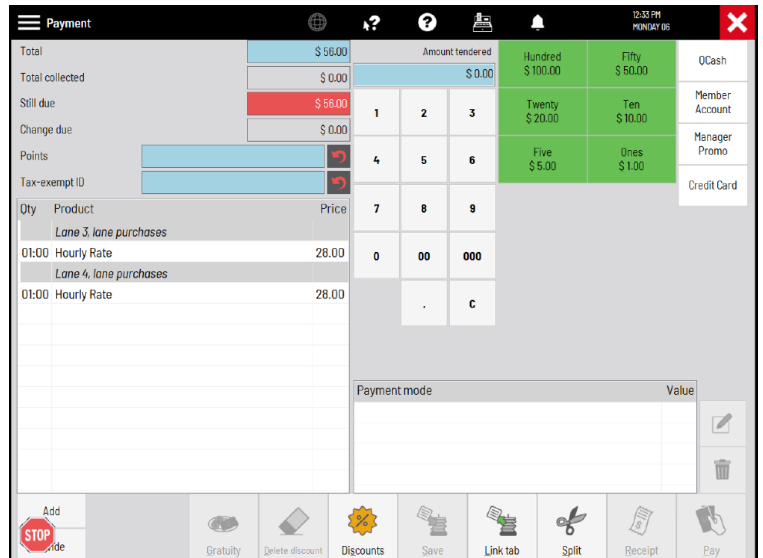 Payment
12:33 PM
MONDAY 06
Total $ 56.00
Total collected $ 0.00
Still due $ 56.00
Change due $ 0.00
Points
Tax-exempt ID
Qty Product Price
Lane 3, lane purchases
01:00 Hourly Rate 28.00
Lane 4, lane purchases
01:00 Hourly Rate 28.00
Amount tendered
$ 0.00
1 2 3
4 5 6
7 8 9
0 00 000
. C
Hundred
$ 100.00
Fifty
$ 50.00
Twenty
$ 20.00
Ten
$ 10.00
Five
$ 5.00
Ones
$ 1.00
QCash
Member
Account
Manager
Promo
Credit Card
Payment mode Value
Add
STOP
Gratuity
Delete discount
Discounts
Save
Link tab
Split
Receipt
Pay